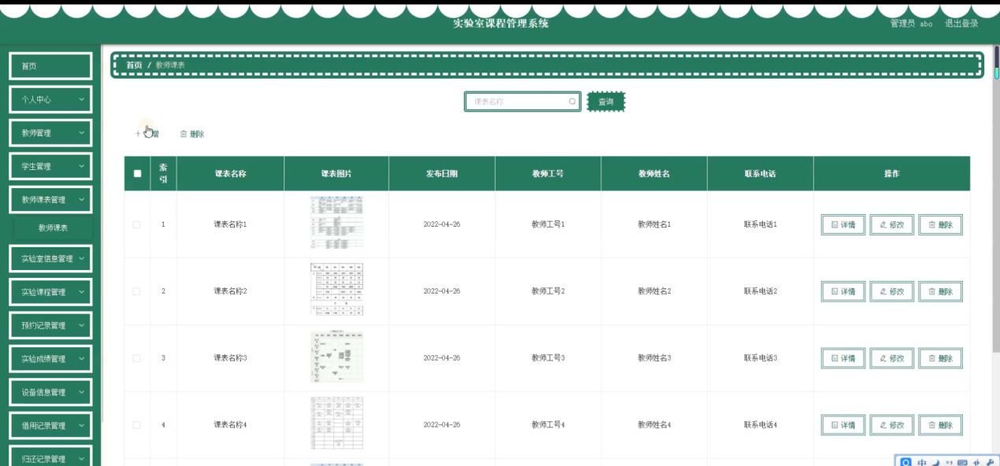 实验室课程管理系统
管理员 abo 退出登录
首页
个人中心
教师管理
学生管理
教师课表管理
教师课表
实验室信息管理
实验课程管理
预约记录管理
实验成绩管理
设备信息管理
借用记录管理
归还记录管理
首页 / 教师课表
课表名称 查询
+ 增 删除
索引 课表名称 课表图片 发布日期 教师工号 教师姓名 联系电话 操作
1 课表名称1 2022-04-26 教师工号1 教师姓名1 联系电话1 详情 修改 删除
2 课表名称2 2022-04-26 教师工号2 教师姓名2 联系电话2 详情 修改 删除
3 课表名称3 2022-04-26 教师工号3 教师姓名3 联系电话3 详情 修改 删除
4 课表名称4 2022-04-26 教师工号4 教师姓名4 联系电话4 详情 修改 删除
中